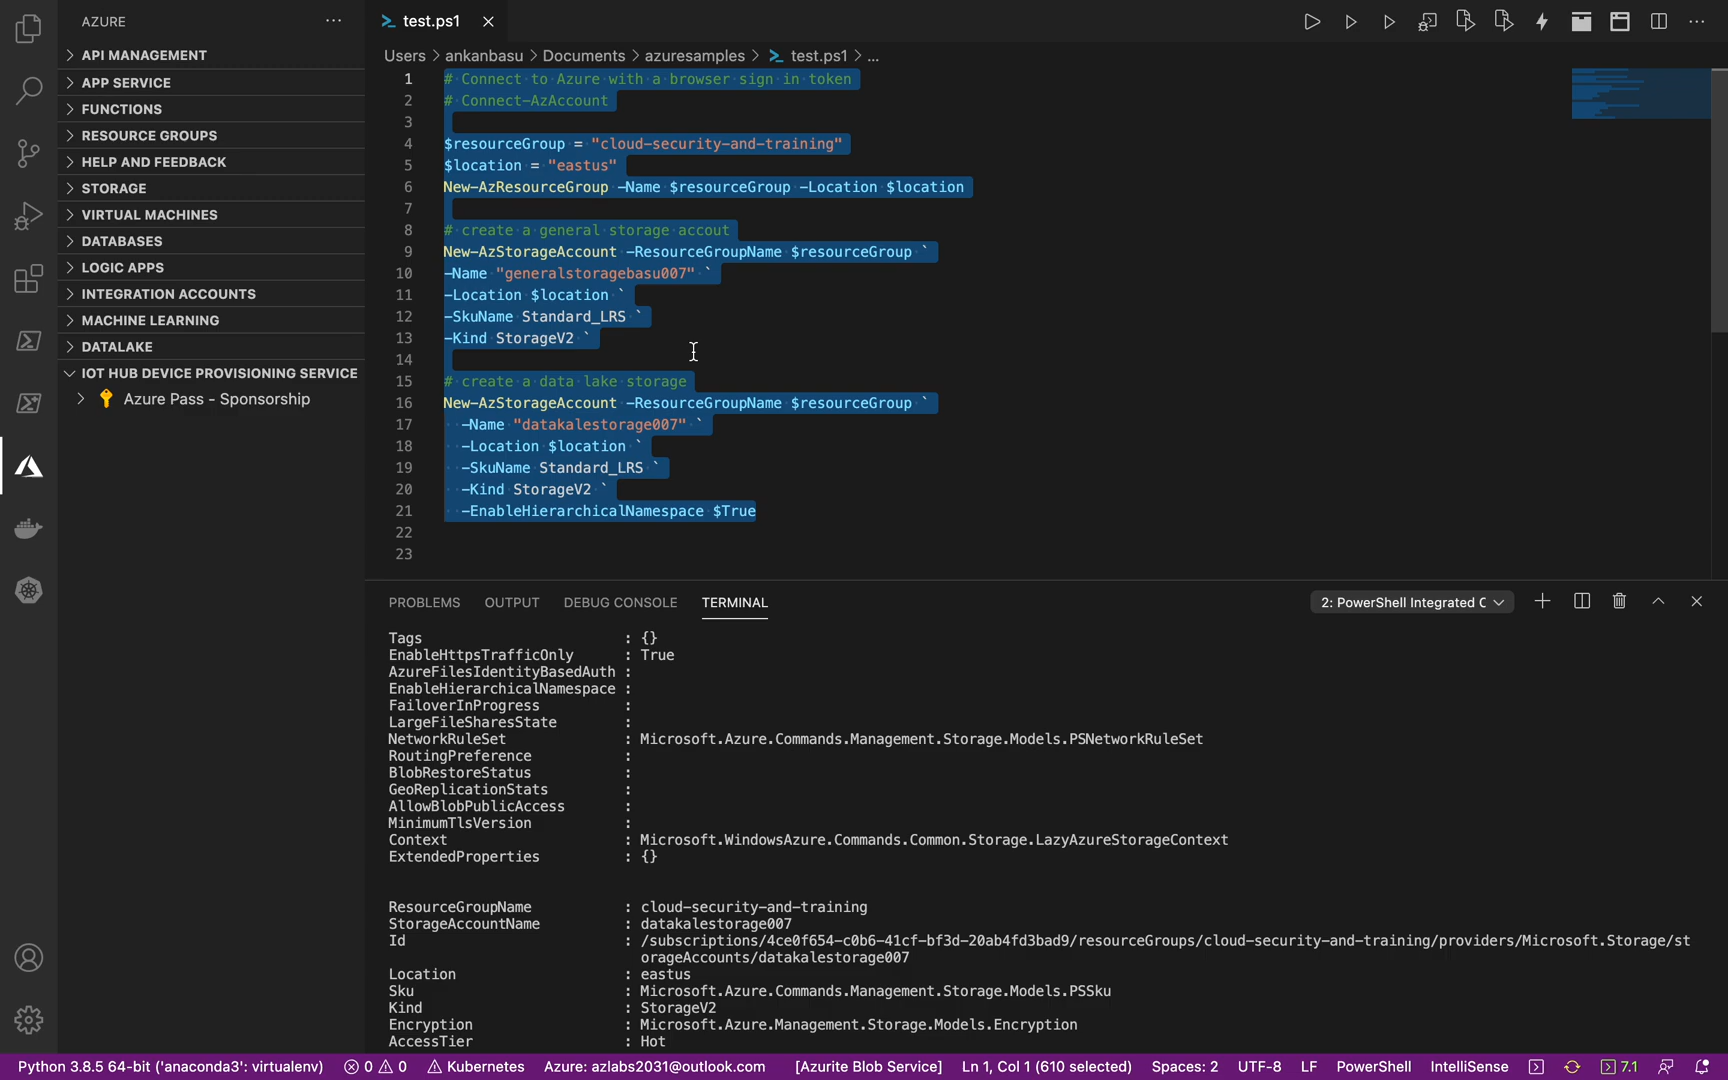 AZURE
API MANAGEMENT
APP SERVICE
FUNCTIONS
RESOURCE GROUPS
HELP AND FEEDBACK
STORAGE
VIRTUAL MACHINES
DATABASES
LOGIC APPS
INTEGRATION ACCOUNTS
MACHINE LEARNING
DATALAKE
IOT HUB DEVICE PROVISIONING SERVICE
Azure Pass - Sponsorship
test.ps1
Users > ankanbasu > Documents > azuresamples > test.ps1 > ...
1 # Connect to Azure with a browser sign in token
2 # Connect-AzAccount
3
4 $resourceGroup = "cloud-security-and-training"
5 $location = "eastus"
6 New-AzResourceGroup -Name $resourceGroup -Location $location
7
8 # create a general storage accout
9 New-AzStorageAccount -ResourceGroupName $resourceGroup `
10 -Name "generalstoragebasu007" `
11 -Location $location `
12 -SkuName Standard_LRS `
13 -Kind StorageV2 `
14
15 # create a data lake storage
16 New-AzStorageAccount -ResourceGroupName $resourceGroup `
17 -Name "datakalestorage007" `
18 -Location $location `
19 -SkuName Standard_LRS `
20 -Kind StorageV2 `
21 -EnableHierarchicalNamespace $True
22
23
PROBLEMS OUTPUT DEBUG CONSOLE TERMINAL
2: PowerShell Integrated C
Tags : {}
EnableHttpsTrafficOnly : True
AzureFilesIdentityBasedAuth :
EnableHierarchicalNamespace :
FailoverInProgress :
LargeFileSharesState :
NetworkRuleSet : Microsoft.Azure.Commands.Management.Storage.Models.PSNetworkRuleSet
RoutingPreference :
BlobRestoreStatus :
GeoReplicationStats :
AllowBlobPublicAccess :
MinimumTlsVersion :
Context : Microsoft.WindowsAzure.Commands.Common.Storage.LazyAzureStorageContext
ExtendedProperties : {}
ResourceGroupName : cloud-security-and-training
StorageAccountName : datakalestorage007
Id : /subscriptions/4ce0f654-c0b6-41cf-bf3d-20ab4fd3bad9/resourceGroups/cloud-security-and-training/providers/Microsoft.Storage/st
orageAccounts/datakalestorage007
Location : eastus
Sku : Microsoft.Azure.Commands.Management.Storage.Models.PSSku
Kind : StorageV2
Encryption : Microsoft.Azure.Management.Storage.Models.Encryption
AccessTier : Hot
Python 3.8.5 64-bit ('anaconda3': virtualenv) 0 0 Kubernetes Azure: azlabs2031@outlook.com [Azurite Blob Service] Ln 1, Col 1 (610 selected) Spaces: 2 UTF-8 LF PowerShell IntelliSense 7.1